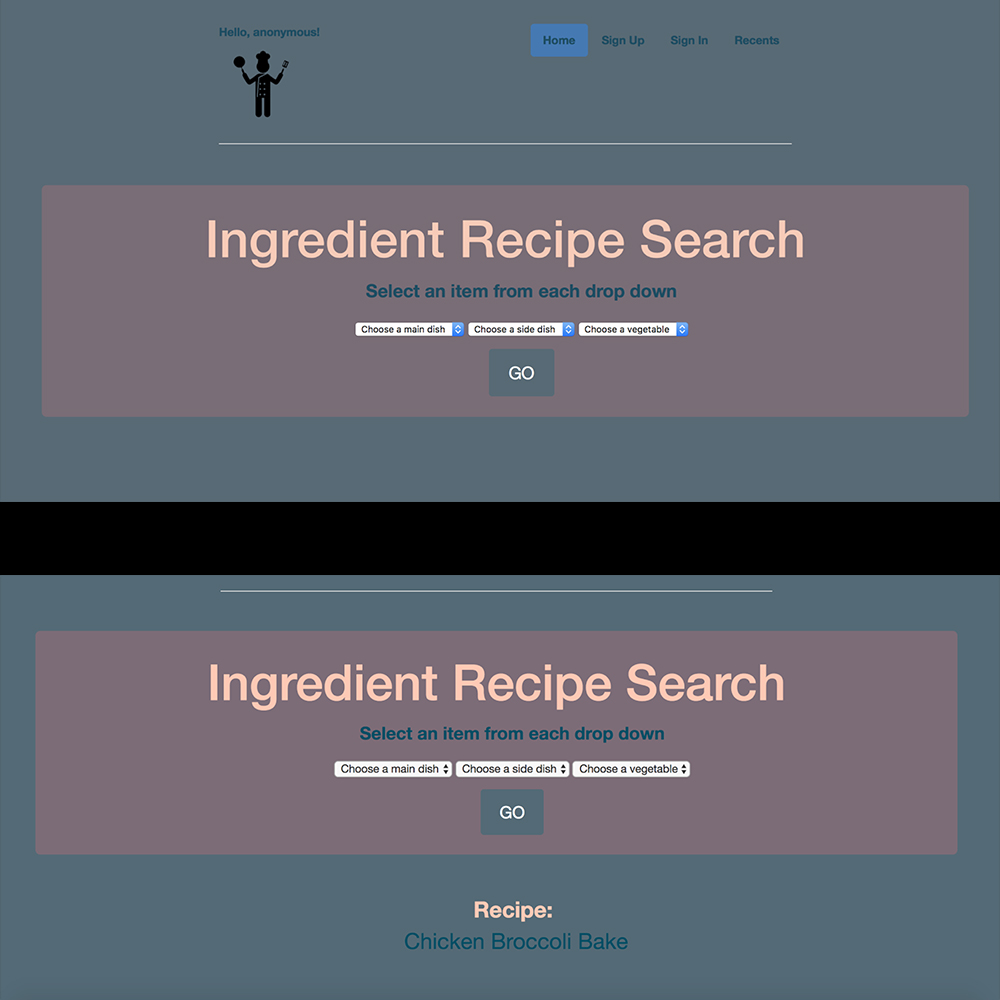 Hello, anonymous!
Home Sign Up Sign In Recents
Ingredient Recipe Search
Select an item from each drop down
Choose a main dish Choose a side dish Choose a vegetable
GO
Ingredient Recipe Search
Select an item from each drop down
Choose a main dish Choose a side dish Choose a vegetable
GO
Recipe:
Chicken Broccoli Bake